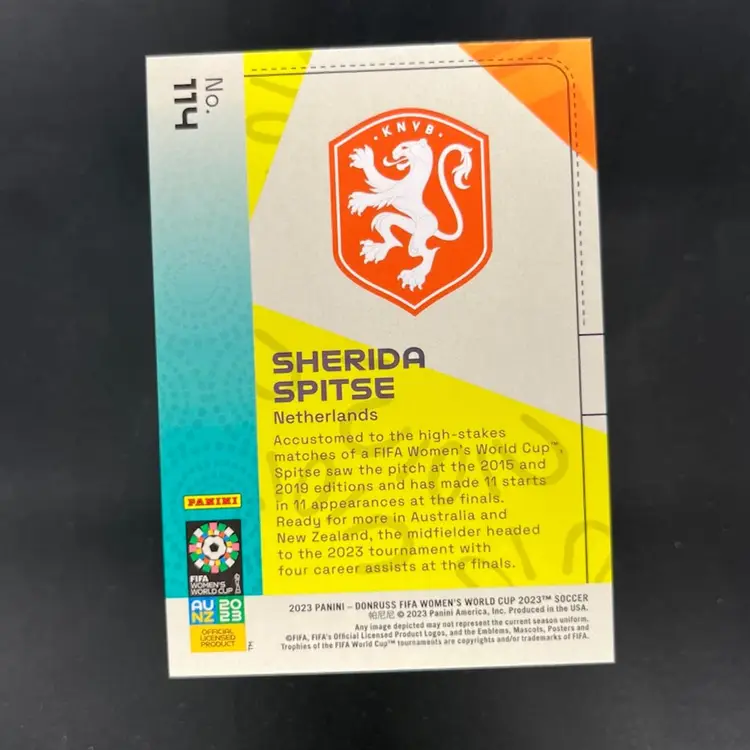 No.
114
·KNVB·
SHERIDA
SPITSE
Netherlands
Accustomed to the high-stakes
matches of a FIFA Women's World Cup™,
Spitse saw the pitch at the 2015 and
2019 editions and has made 11 starts
in 11 appearances at the finals.
Ready for more in Australia and
New Zealand, the midfielder headed
to the 2023 tournament with
four career assists at the finals.
PANINI
FIFA
WOMEN'S
WORLD CUP
AU 20
NZ 23
OFFICIAL
LICENSED
PRODUCT
2023 PANINI – DONRUSS FIFA WOMEN'S WORLD CUP 2023™ SOCCER
帕尼尼 © 2023 Panini America, Inc. Produced in the USA.
Any image depicted may not represent the current season uniform.
©FIFA, FIFA's Official Licensed Product Logos, and the Emblems, Mascots, Posters and
Trophies of the FIFA World Cup™ tournaments are copyrights and/or trademarks of FIFA.